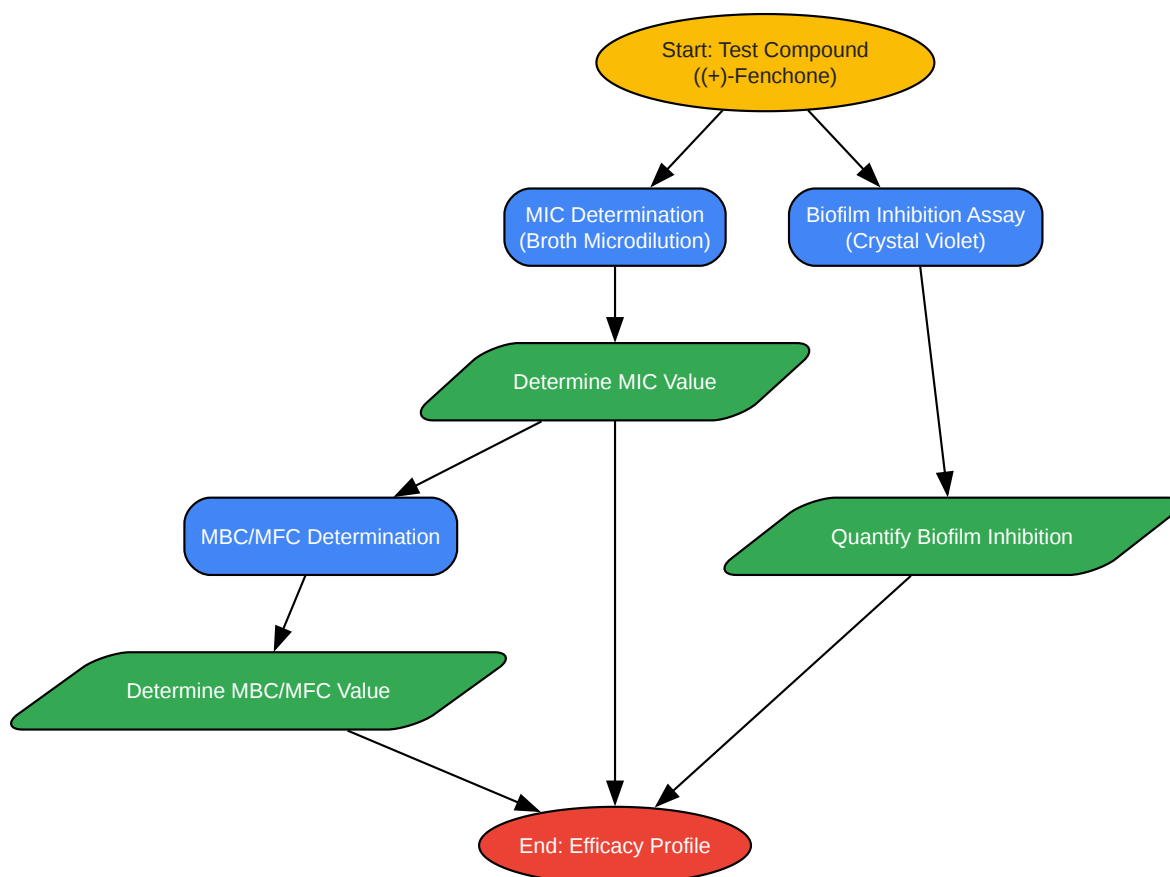 Start: Test Compound
((+)-Fenchone)
MIC Determination
(Broth Microdilution)
Biofilm Inhibition Assay
(Crystal Violet)
Determine MIC Value
MBC/MFC Determination
Quantify Biofilm Inhibition
Determine MBC/MFC Value
End: Efficacy Profile